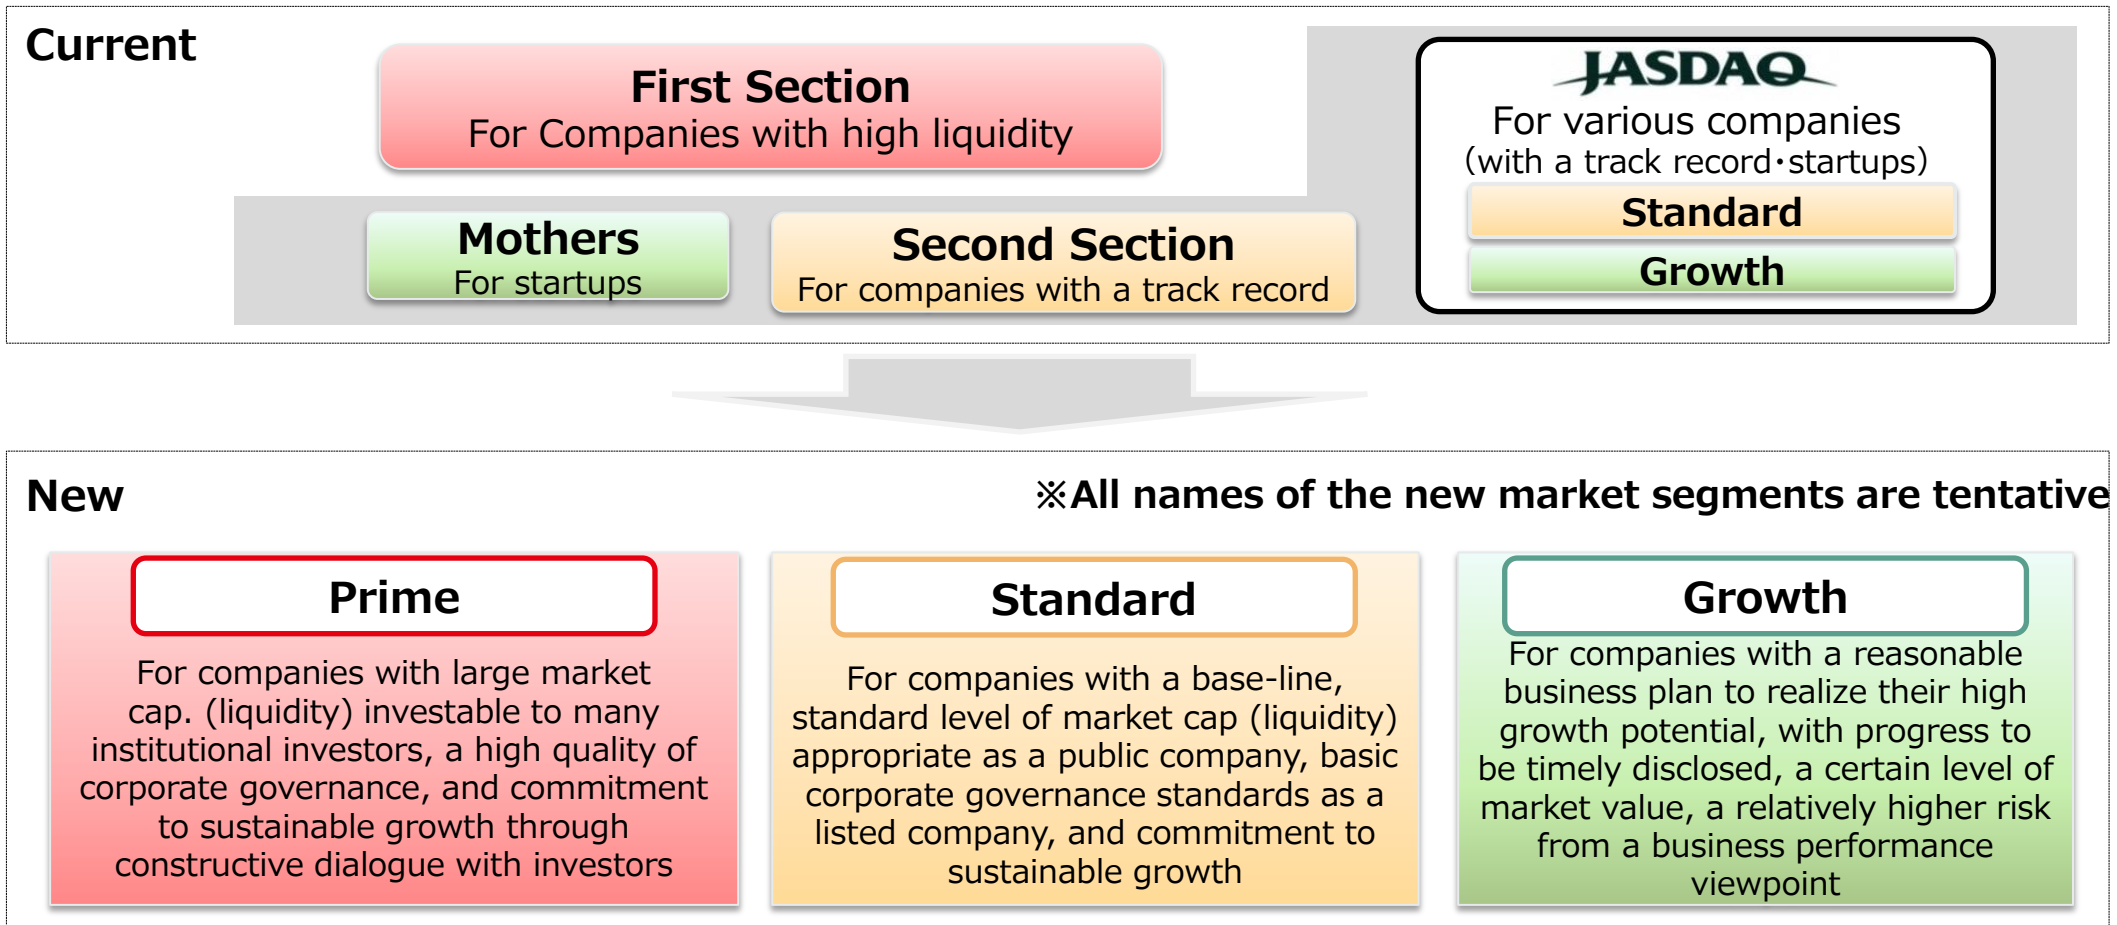 Current
First Section
For Companies with high liquidity
JASDAQ
For various companies
(with a track record・startups)
Standard
Growth
Mothers
For startups
Second Section
For companies with a track record
New
※All names of the new market segments are tentative
Prime
For companies with large market
cap. (liquidity) investable to many
institutional investors, a high quality of
corporate governance, and commitment
to sustainable growth through
constructive dialogue with investors
Standard
For companies with a base-line,
standard level of market cap (liquidity)
appropriate as a public company, basic
corporate governance standards as a
listed company, and commitment to
sustainable growth
Growth
For companies with a reasonable
business plan to realize their high
growth potential, with progress to
be timely disclosed, a certain level of
market value, a relatively higher risk
from a business performance
viewpoint